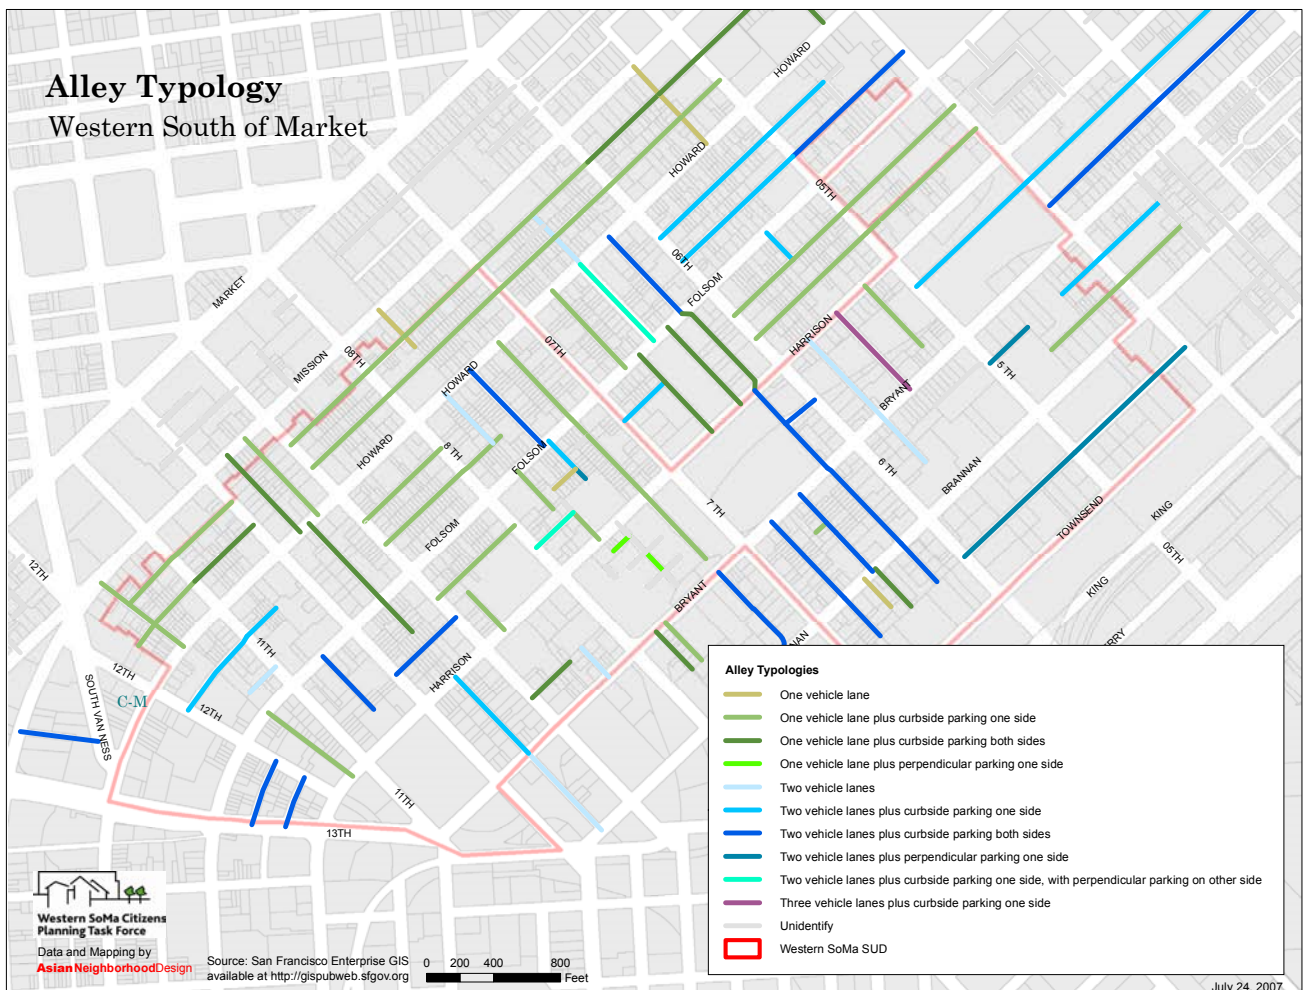 Alley Typology
Western South of Market
HOWARD
HOWARD
05TH
06TH
FOLSOM
MARKET
MISSION
08TH
07TH
HARRISON
HOWARD
5 TH
BRYANT
HOWARD
8 TH
FOLSOM
6 TH
BRANNAN
FOLSOM
7 TH
TOWNSEND
KING
05TH
12TH
BRYANT
KING
NAN
RRY
11TH
12TH
HARRISON
SOUTH VAN NESS
C-M
12TH
11TH
13TH
Alley Typologies
One vehicle lane
One vehicle lane plus curbside parking one side
One vehicle lane plus curbside parking both sides
One vehicle lane plus perpendicular parking one side
Two vehicle lanes
Two vehicle lanes plus curbside parking one side
Two vehicle lanes plus curbside parking both sides
Two vehicle lanes plus perpendicular parking one side
Two vehicle lanes plus curbside parking one side, with perpendicular parking on other side
Three vehicle lanes plus curbside parking one side
Unidentify
Western SoMa SUD
Western SoMa Citizens
Planning Task Force
Data and Mapping by
AsianNeighborhoodDesign
Source: San Francisco Enterprise GIS
available at http://gispubweb.sfgov.org
0 200 400 800
Feet
July 24, 2007